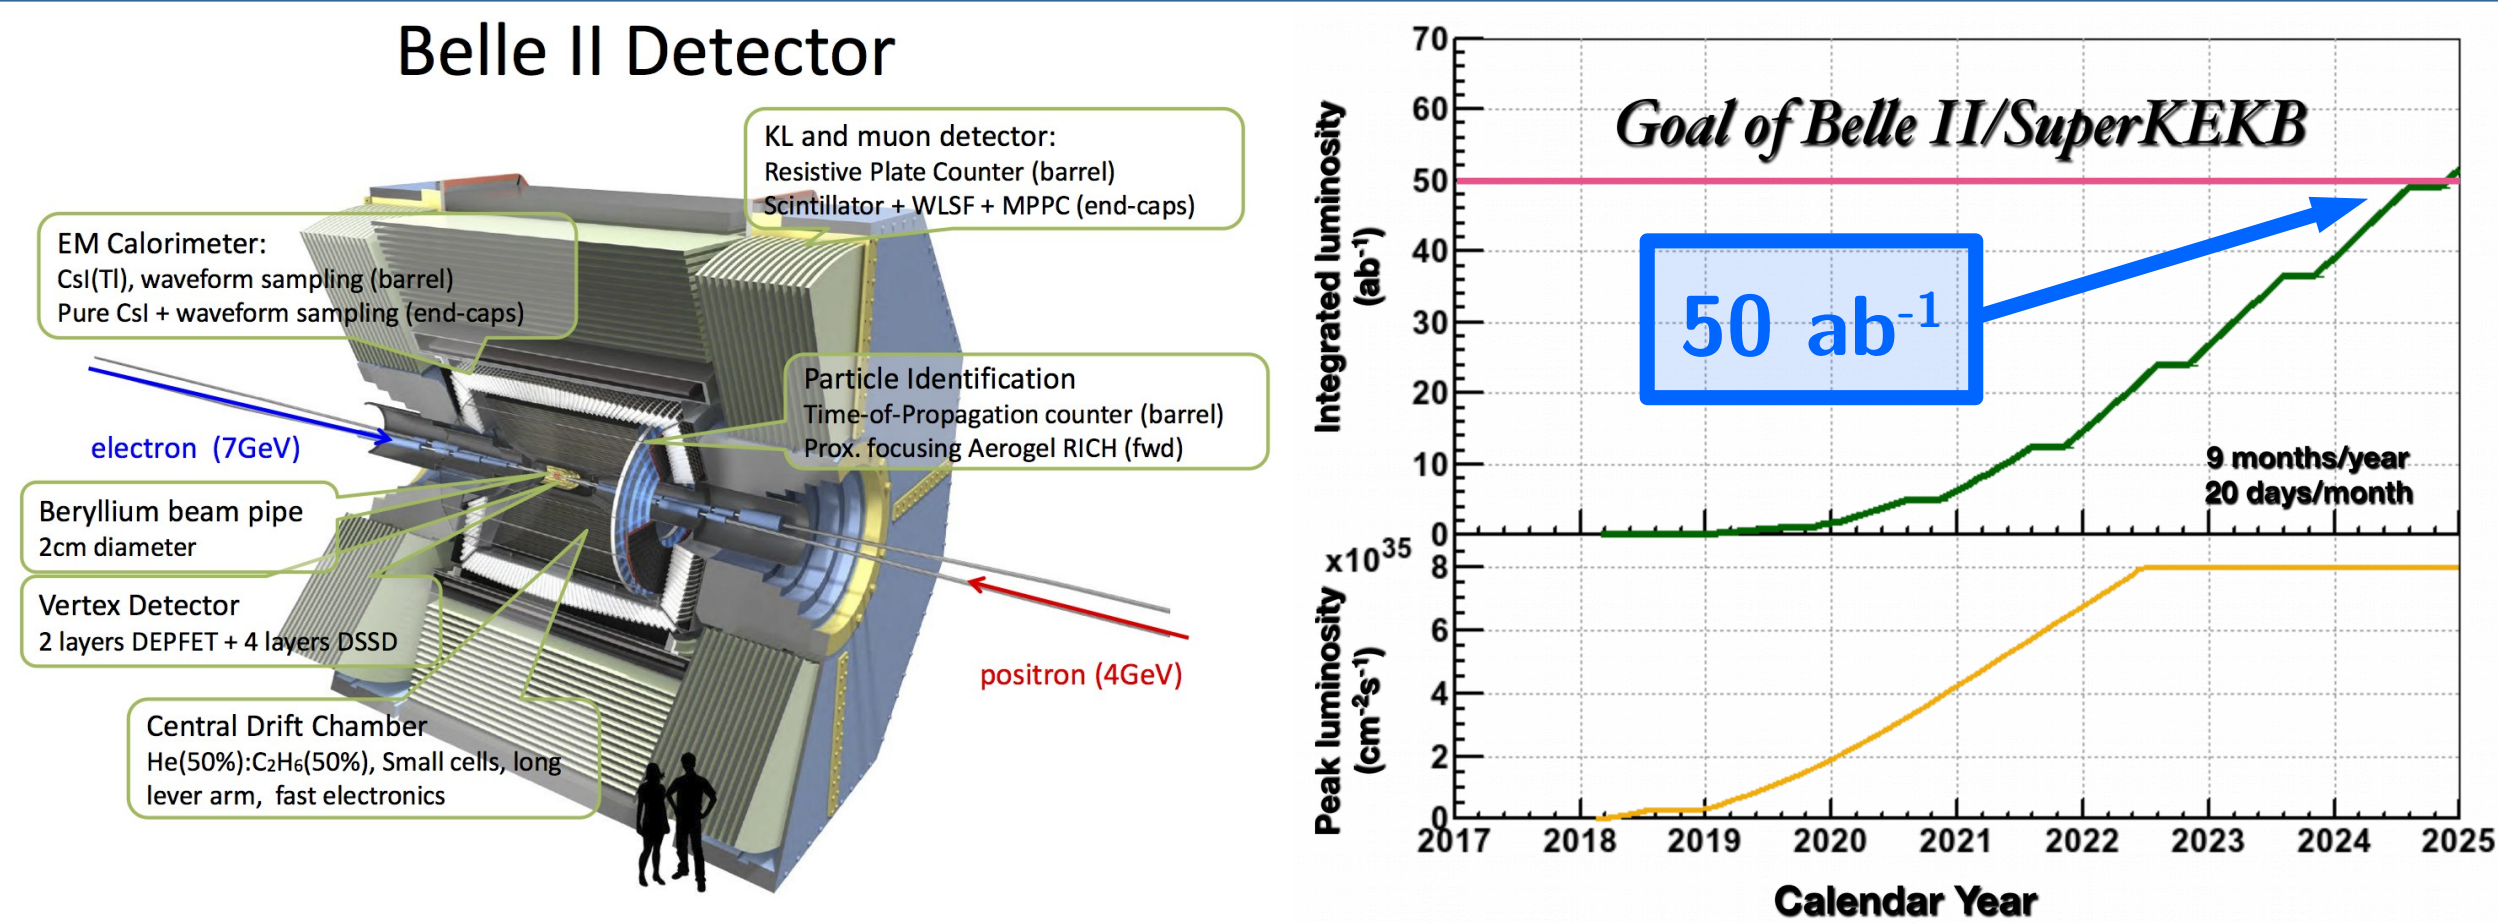 Belle II Detector
KL and muon detector:
Resistive Plate Counter (barrel)
Scintillator + WLSF + MPPC (end-caps)
EM Calorimeter:
CsI(Tl), waveform sampling (barrel)
Pure CsI + waveform sampling (end-caps)
Particle Identification
Time-of-Propagation counter (barrel)
Prox. focusing Aerogel RICH (fwd)
electron (7GeV)
Beryllium beam pipe
2cm diameter
Vertex Detector
2 layers DEPFET + 4 layers DSSD
positron (4GeV)
Central Drift Chamber
He(50%):C₂H₆(50%), Small cells, long
lever arm, fast electronics
Goal of Belle II/SuperKEKB
50 ab⁻¹
9 months/year
20 days/month
Integrated luminosity
(ab⁻¹)
70
60
50
40
30
20
10
0
x10³⁵
Peak luminosity
(cm⁻²s⁻¹)
8
6
4
2
0
2017 2018 2019 2020 2021 2022 2023 2024 2025
Calendar Year